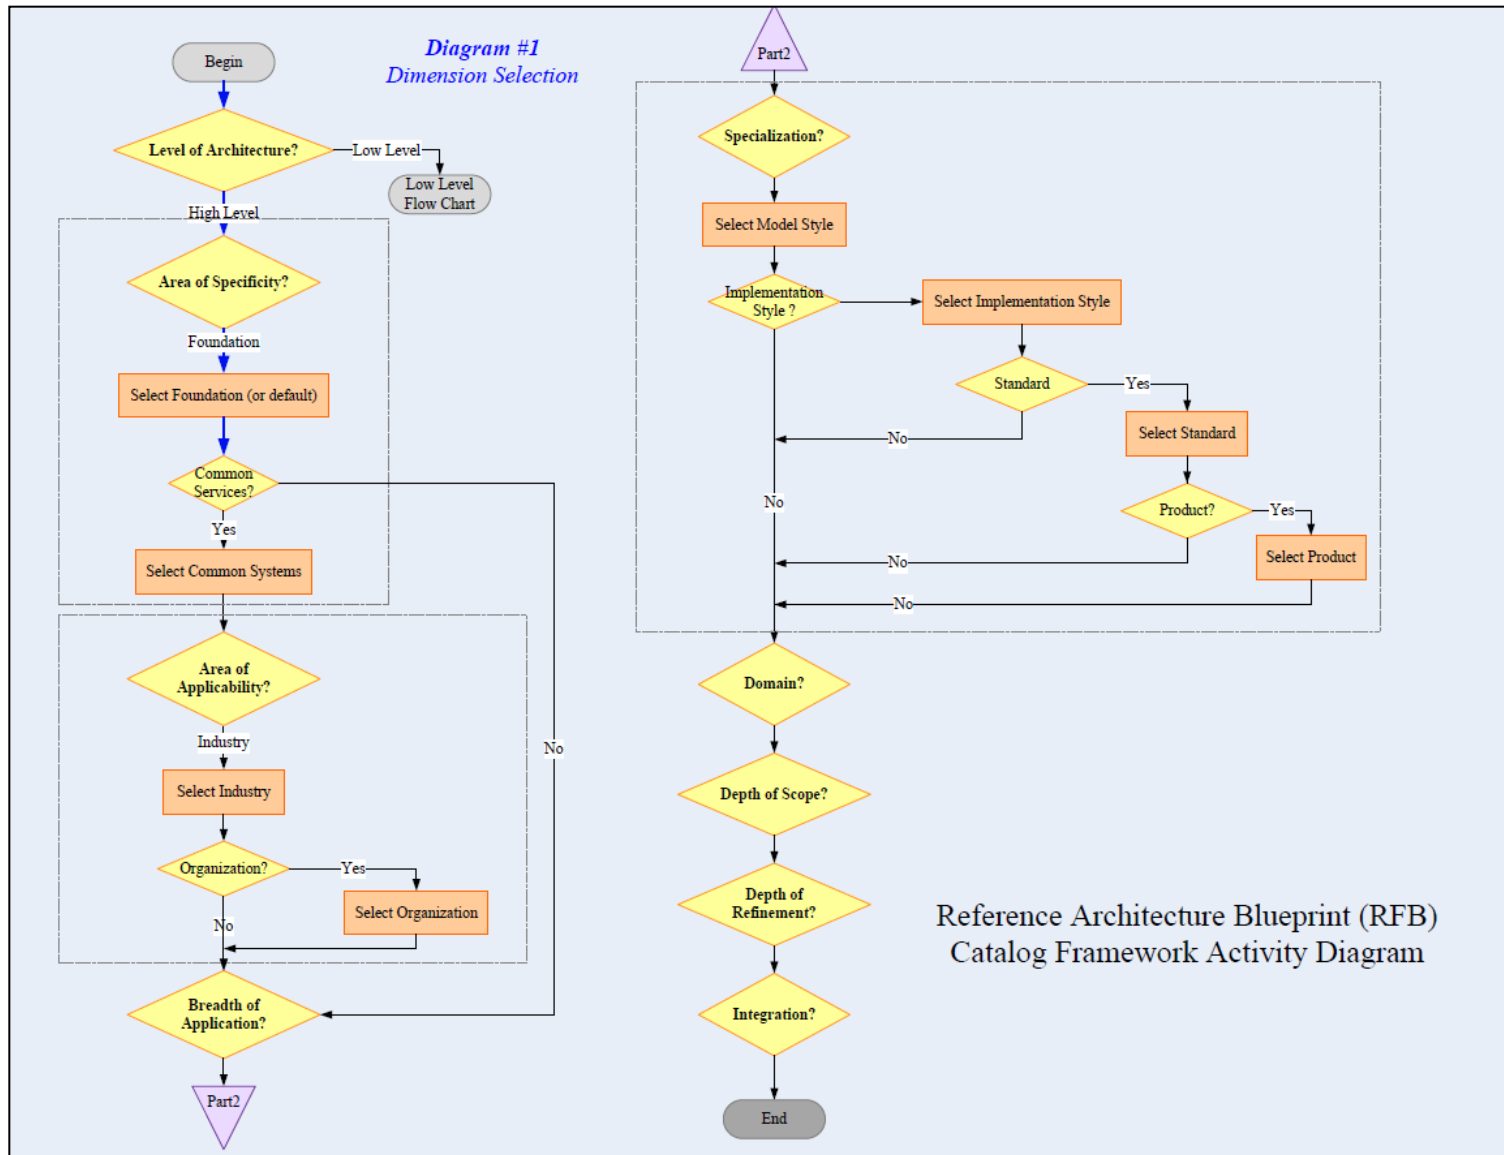 Diagram #1
Dimension Selection
Begin
Level of Architecture?
Low Level
Low Level
Flow Chart
High Level
Area of Specificity?
Foundation
Select Foundation (or default)
Common
Services?
Yes
Select Common Systems
Area of
Applicability?
Industry
No
Select Industry
Organization?
Yes
Select Organization
No
Breadth of
Application?
Part2
Part2
Specialization?
Select Model Style
Implementation
Style ?
Select Implementation Style
Standard
Yes
Select Standard
No
No
Product?
Yes
Select Product
No
No
Domain?
Depth of Scope?
Depth of
Refinement?
Integration?
End
Reference Architecture Blueprint (RFB)
Catalog Framework Activity Diagram